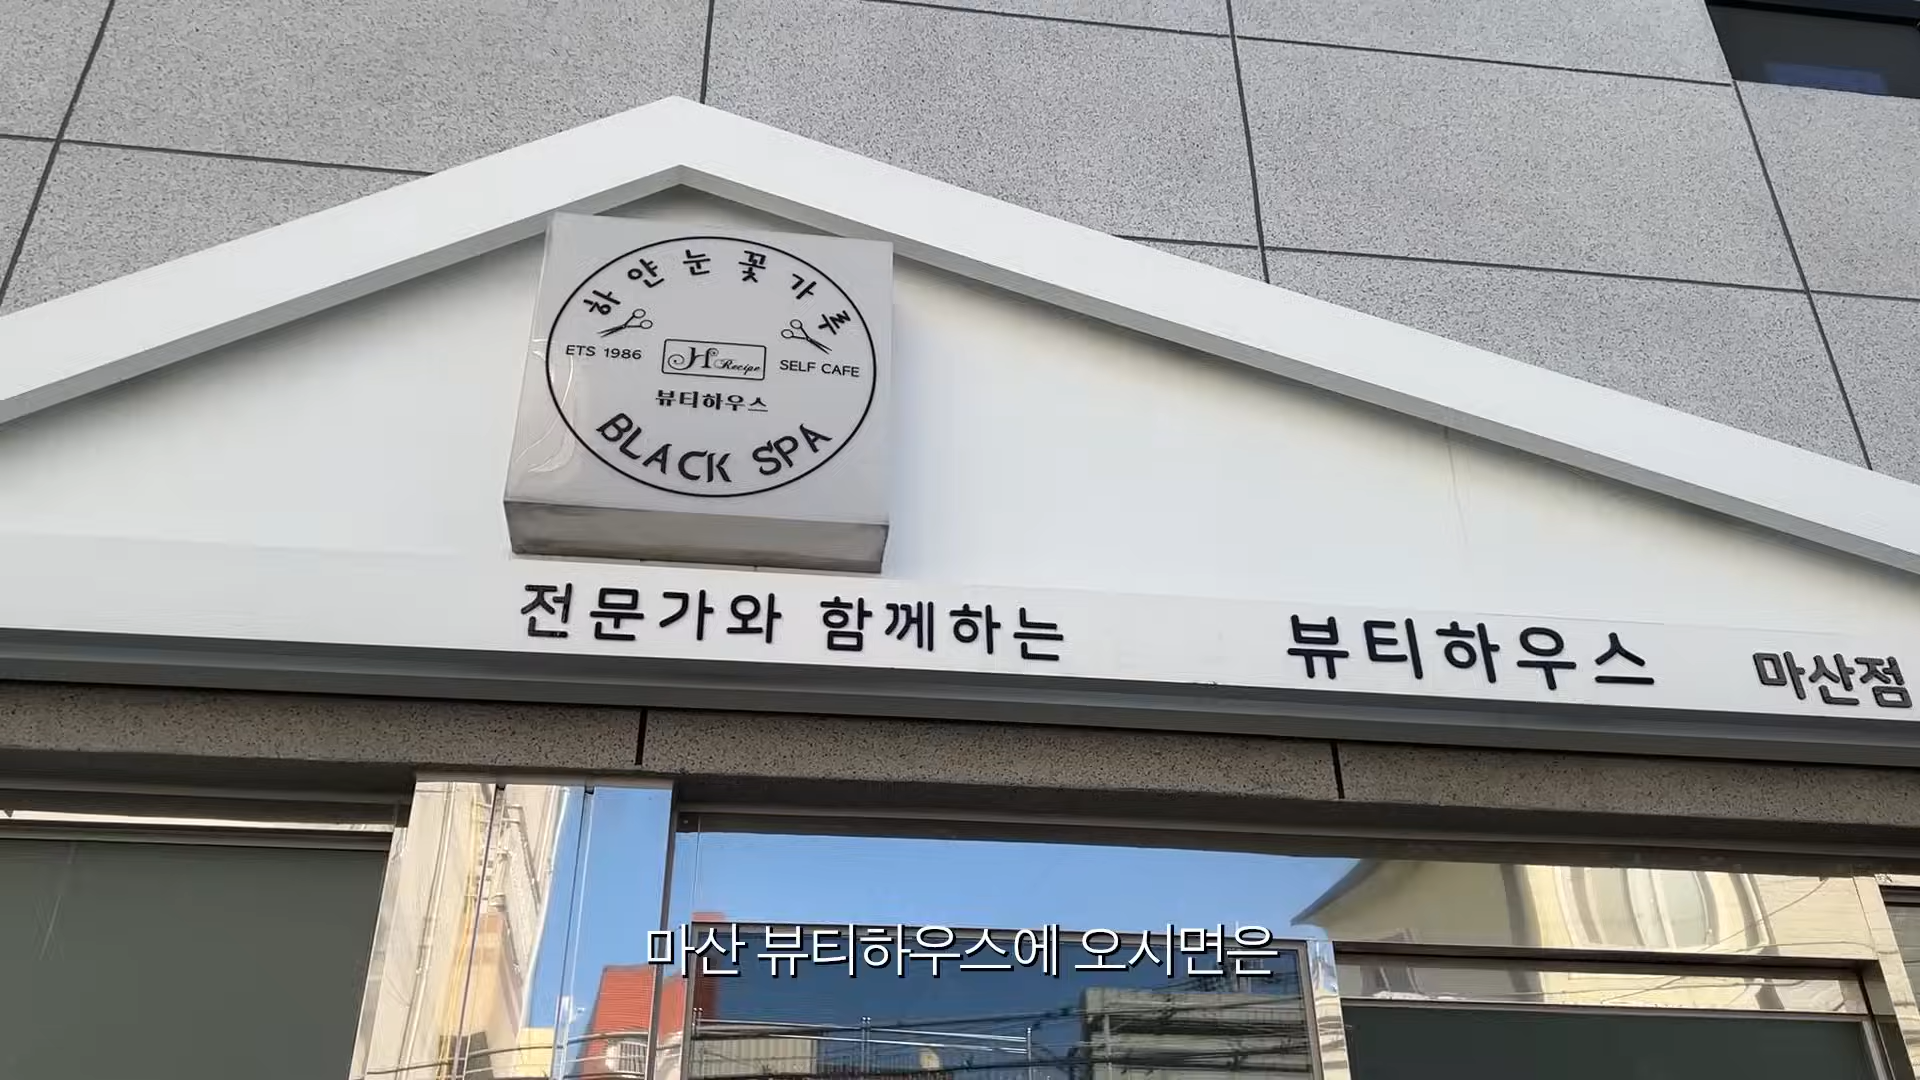 하얀눈꽃가루
ETS 1986
H Recipe
SELF CAFE
뷰티하우스
BLACK SPA
전문가와 함께하는 뷰티하우스 마산점
마산 뷰티하우스에 오시면은